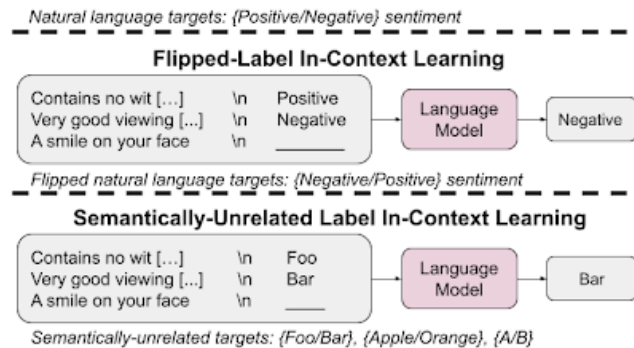 Natural language targets: {Positive/Negative} sentiment
Flipped-Label In-Context Learning
Contains no wit [...] \n Positive
Very good viewing [...] \n Negative
A smile on your face \n ________
Language
Model
Negative
Flipped natural language targets: {Negative/Positive} sentiment
Semantically-Unrelated Label In-Context Learning
Contains no wit [...] \n Foo
Very good viewing [...] \n Bar
A smile on your face \n ____
Language
Model
Bar
Semantically-unrelated targets: {Foo/Bar}, {Apple/Orange}, {A/B}